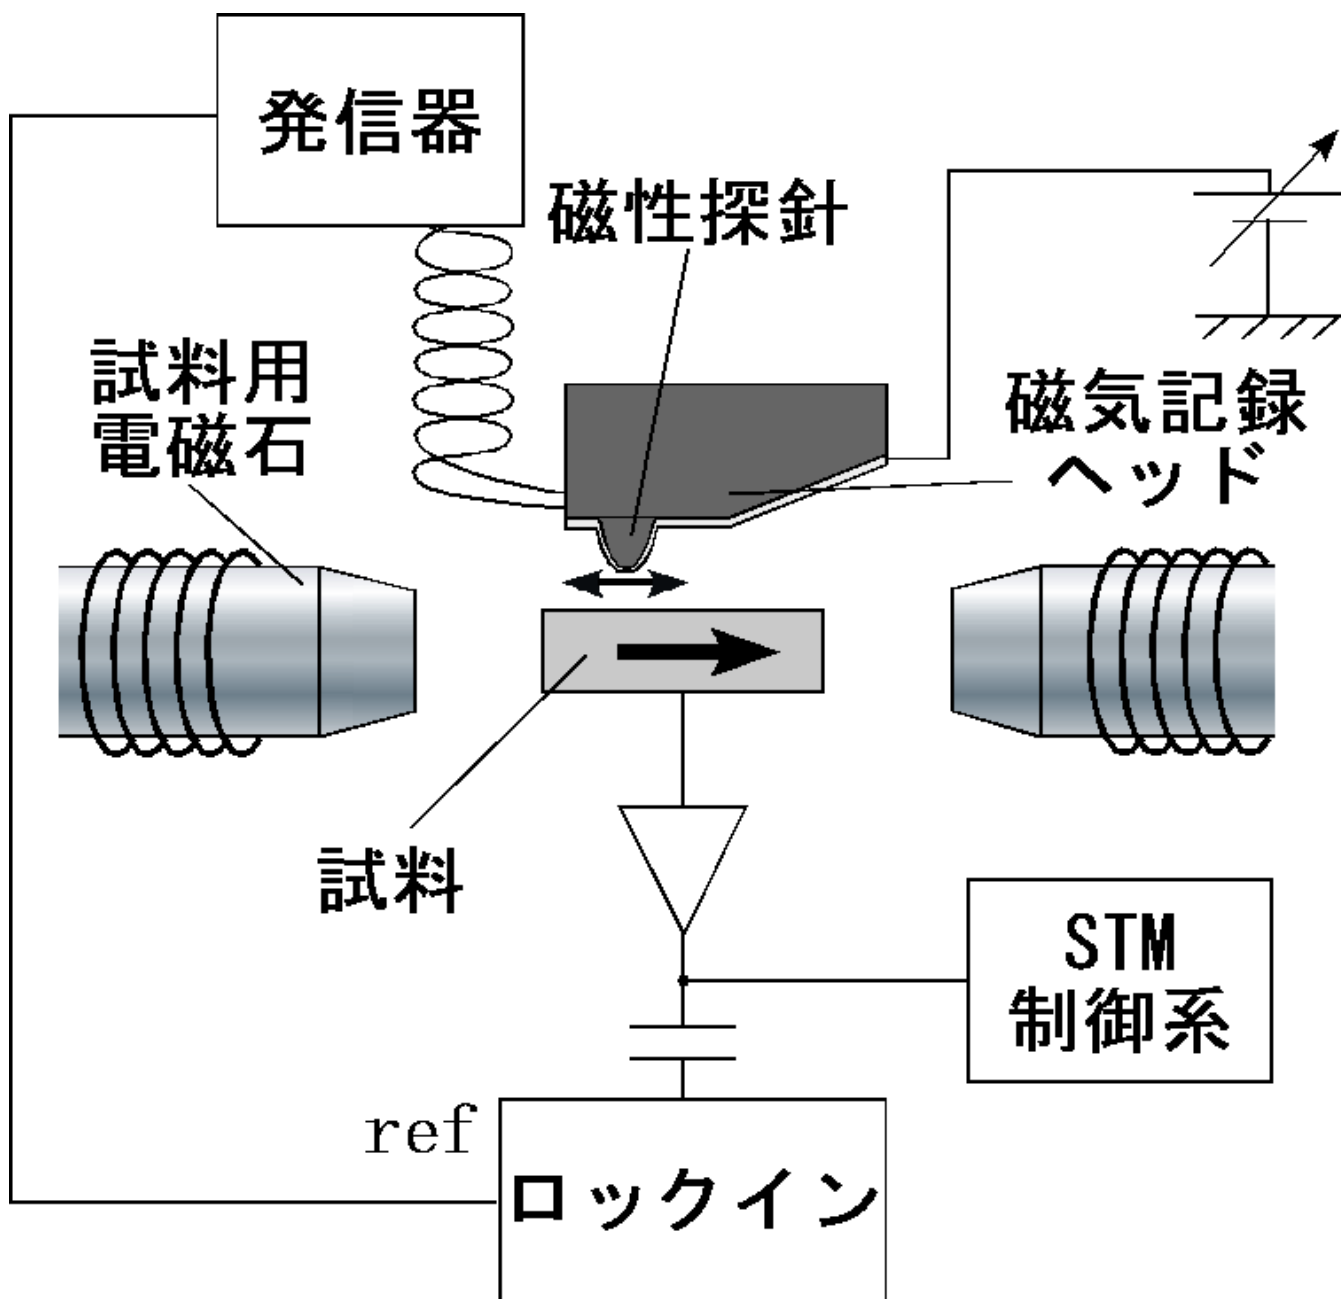 発信器
磁性探針
試料用
電磁石
磁気記録
ヘッド
試料
STM
制御系
ref
ロックイン